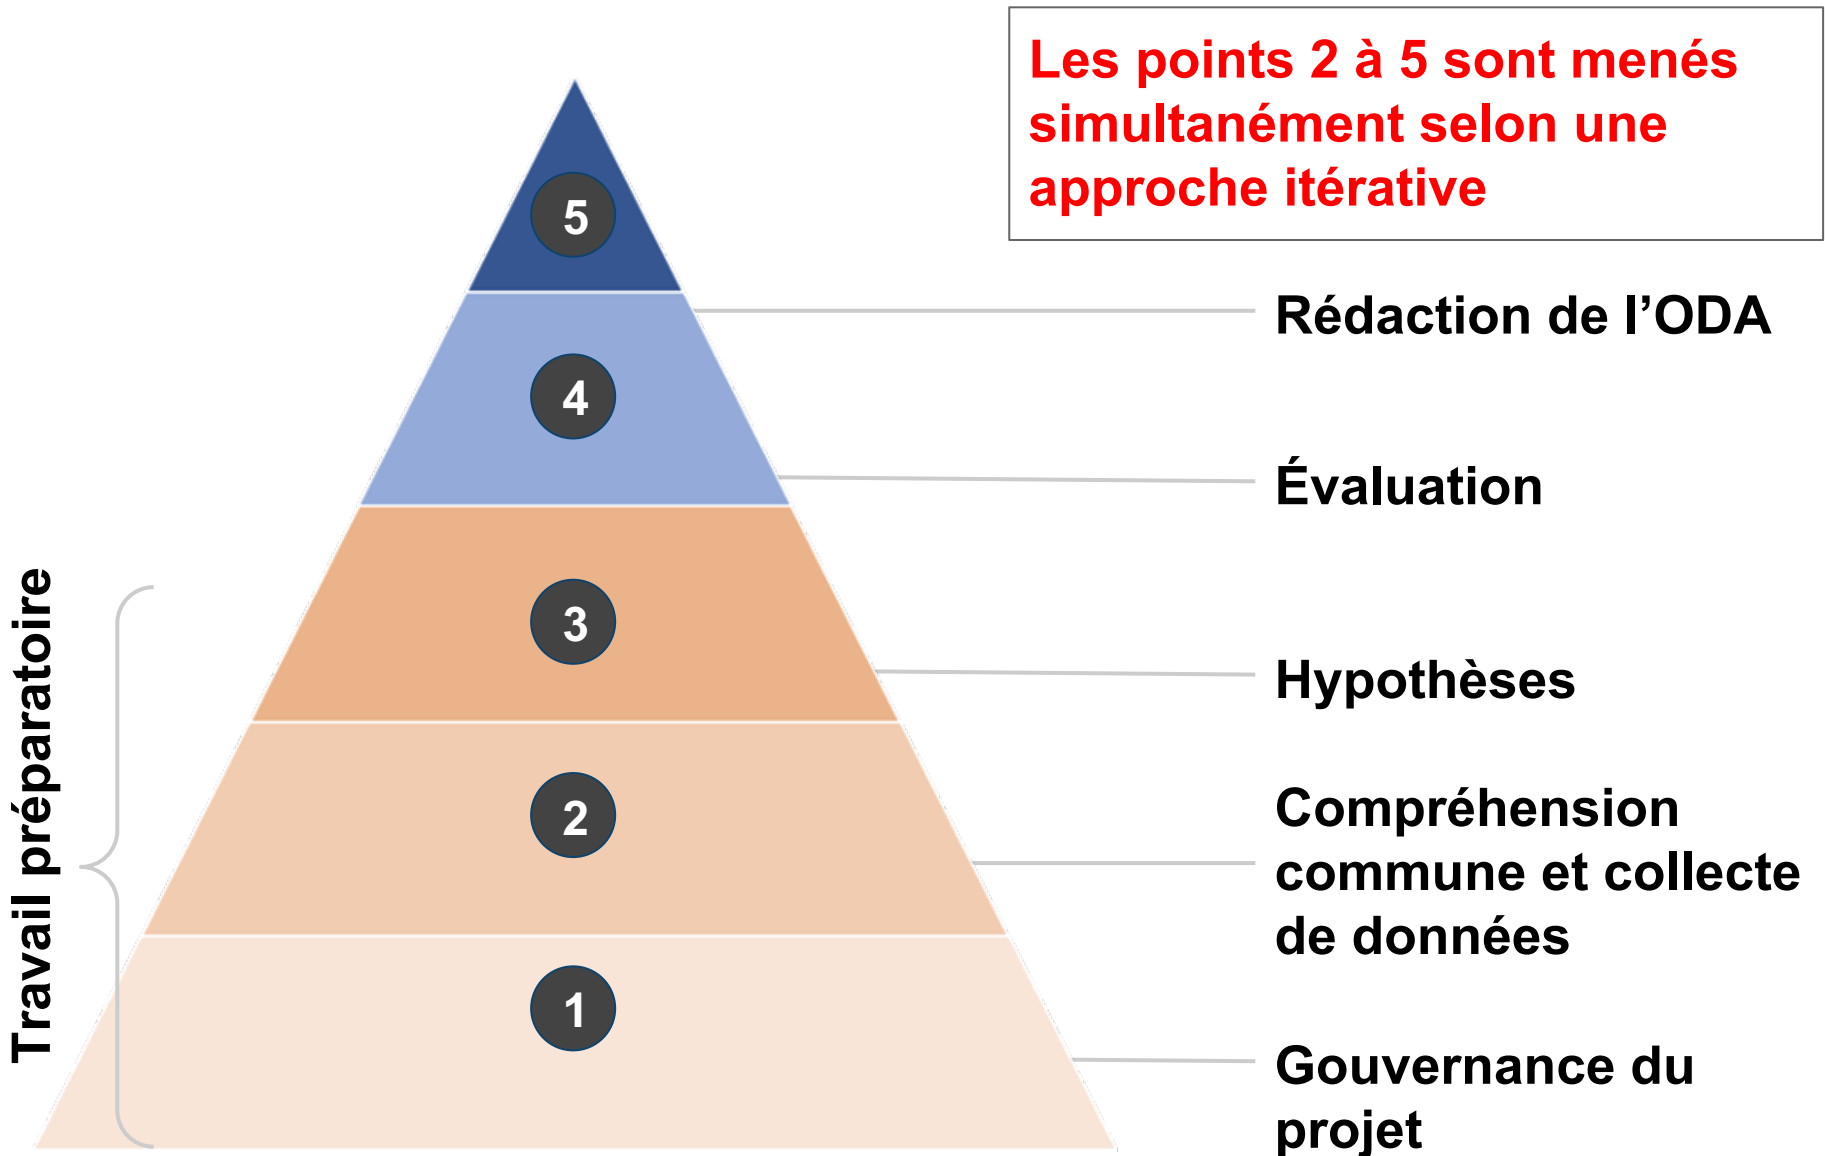 Les points 2 à 5 sont menés
simultanément selon une
approche itérative
5
Rédaction de l’ODA
4
Évaluation
3
Hypothèses
2
Compréhension
commune et collecte
de données
1
Gouvernance du
projet
Travail préparatoire